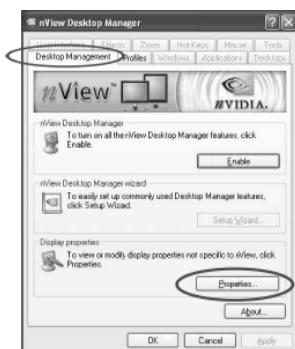 nView Desktop Manager
User Interface Effects Zoom Hot Keys Mouse Tools
Desktop Management Profiles Windows Applications Desktops
nView
NVIDIA.
nView Desktop Manager
To turn on all the nView Desktop Manager features, click
Enable.
Enable
nView Desktop Manager wizard
To easily set up commonly used Desktop Manager features,
click Setup Wizard.
Setup Wizard...
Display properties
To view or modify display properties not specific to nView, click
Properties.
Properties...
About...
OK Cancel Apply